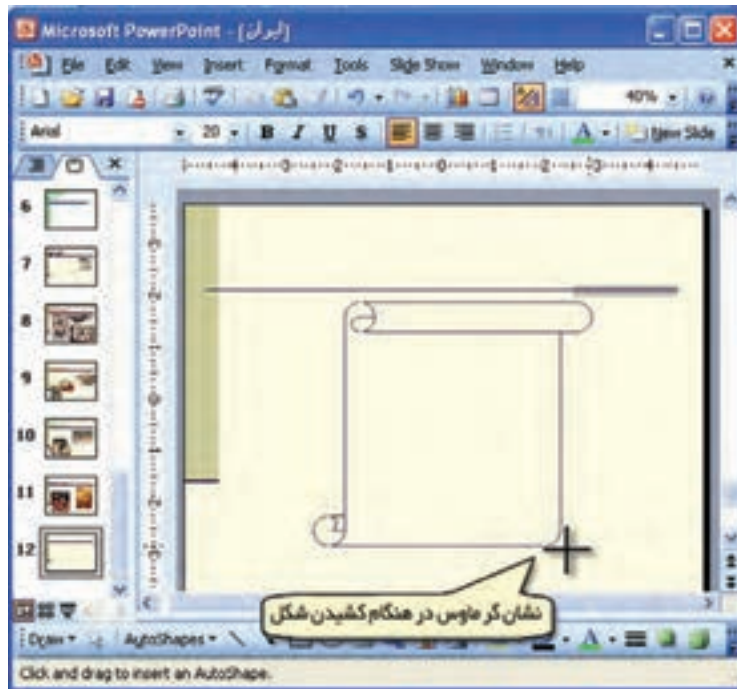 Microsoft PowerPoint - [ایران]
File Edit View Insert Format Tools Slide Show Window Help
40%
Arial 20 B I U S A New Slide
6
7
8
9
10
11
12
نشان‌گر ماوس در هنگام کشیدن شکل
Draw AutoShapes A
Click and drag to insert an AutoShape.